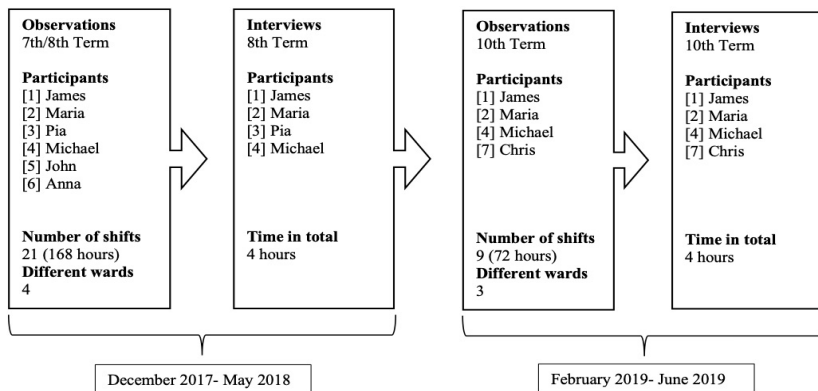 Observations
7th/8th Term
Participants
[1] James
[2] Maria
[3] Pia
[4] Michael
[5] John
[6] Anna
Number of shifts
21 (168 hours)
Different wards
4
Interviews
8th Term
Participants
[1] James
[2] Maria
[3] Pia
[4] Michael
Time in total
4 hours
Observations
10th Term
Participants
[1] James
[2] Maria
[4] Michael
[7] Chris
Number of shifts
9 (72 hours)
Different wards
3
Interviews
10th Term
Participants
[1] James
[2] Maria
[4] Michael
[7] Chris
Time in total
4 hours
December 2017- May 2018
February 2019- June 2019